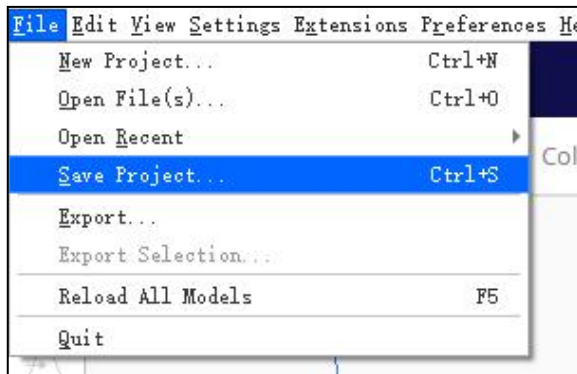 File Edit View Settings Extensions Preferences He
New Project... Ctrl+N
Open File(s)... Ctrl+O
Open Recent
Col
Save Project... Ctrl+S
Export...
Export Selection...
Reload All Models F5
Quit